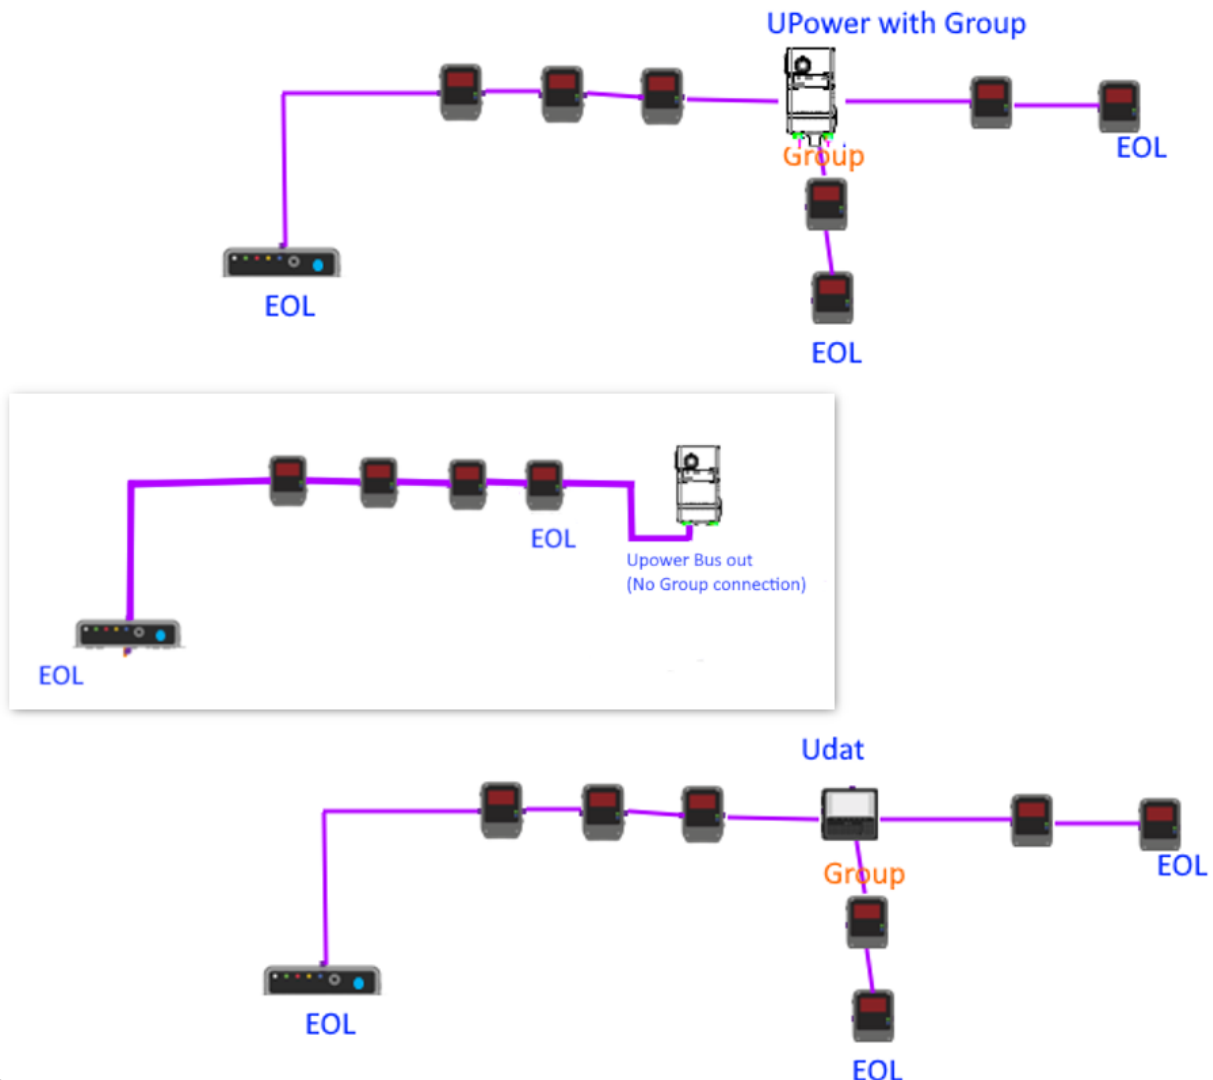 UPower with Group
EOL
Group
EOL
EOL
EOL
Upower Bus out
(No Group connection)
EOL
Udat
EOL
Group
EOL
EOL